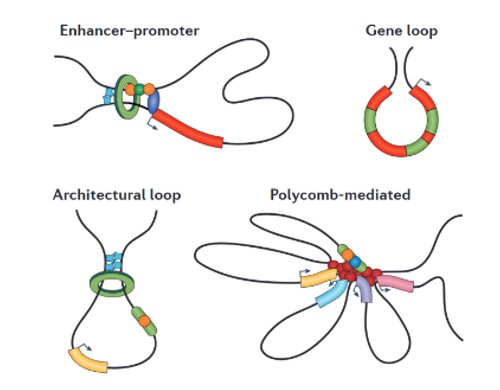 Enhancer–promoter
Gene loop
Architectural loop
Polycomb-mediated